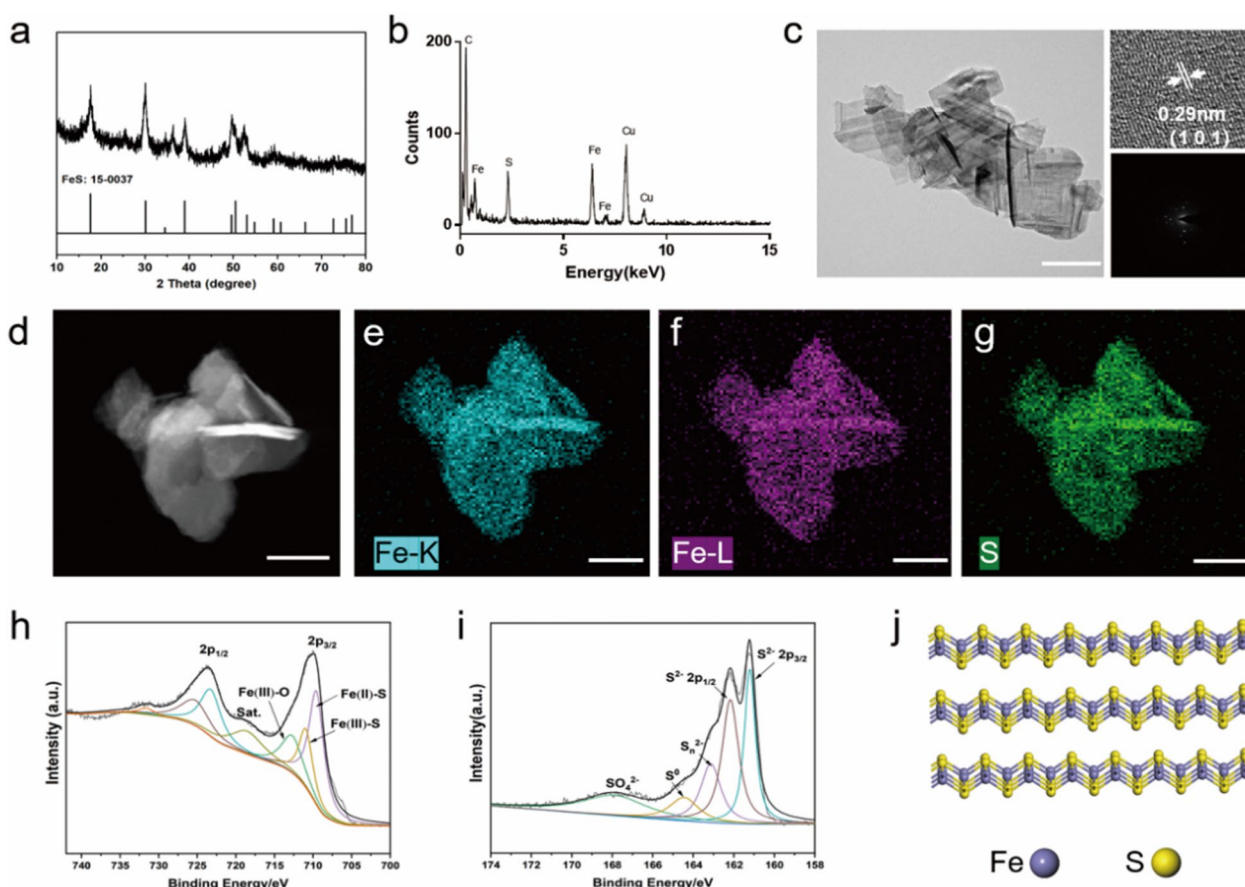 a
FeS: 15-0037
10 20 30 40 50 60 70 80
2 Theta (degree)
b
200
100
0
Counts
C
Fe
S
Fe
Fe
Cu
Cu
0 5 10 15
Energy(keV)
c
0.29nm
(1 0 1)
d
e
Fe-K
f
Fe-L
g
S
h
2p1/2
2p3/2
Fe(III)-O
Sat.
Fe(II)-S
Fe(III)-S
Intensity (a.u.)
740 730 720 710 705 700
Binding Energy/eV
i
S2- 2p3/2
S2- 2p1/2
Sn2-
S0
SO42-
Intensity(a.u.)
174 172 170 168 166 164 162 160 158
Binding Energy/eV
j
Fe
S